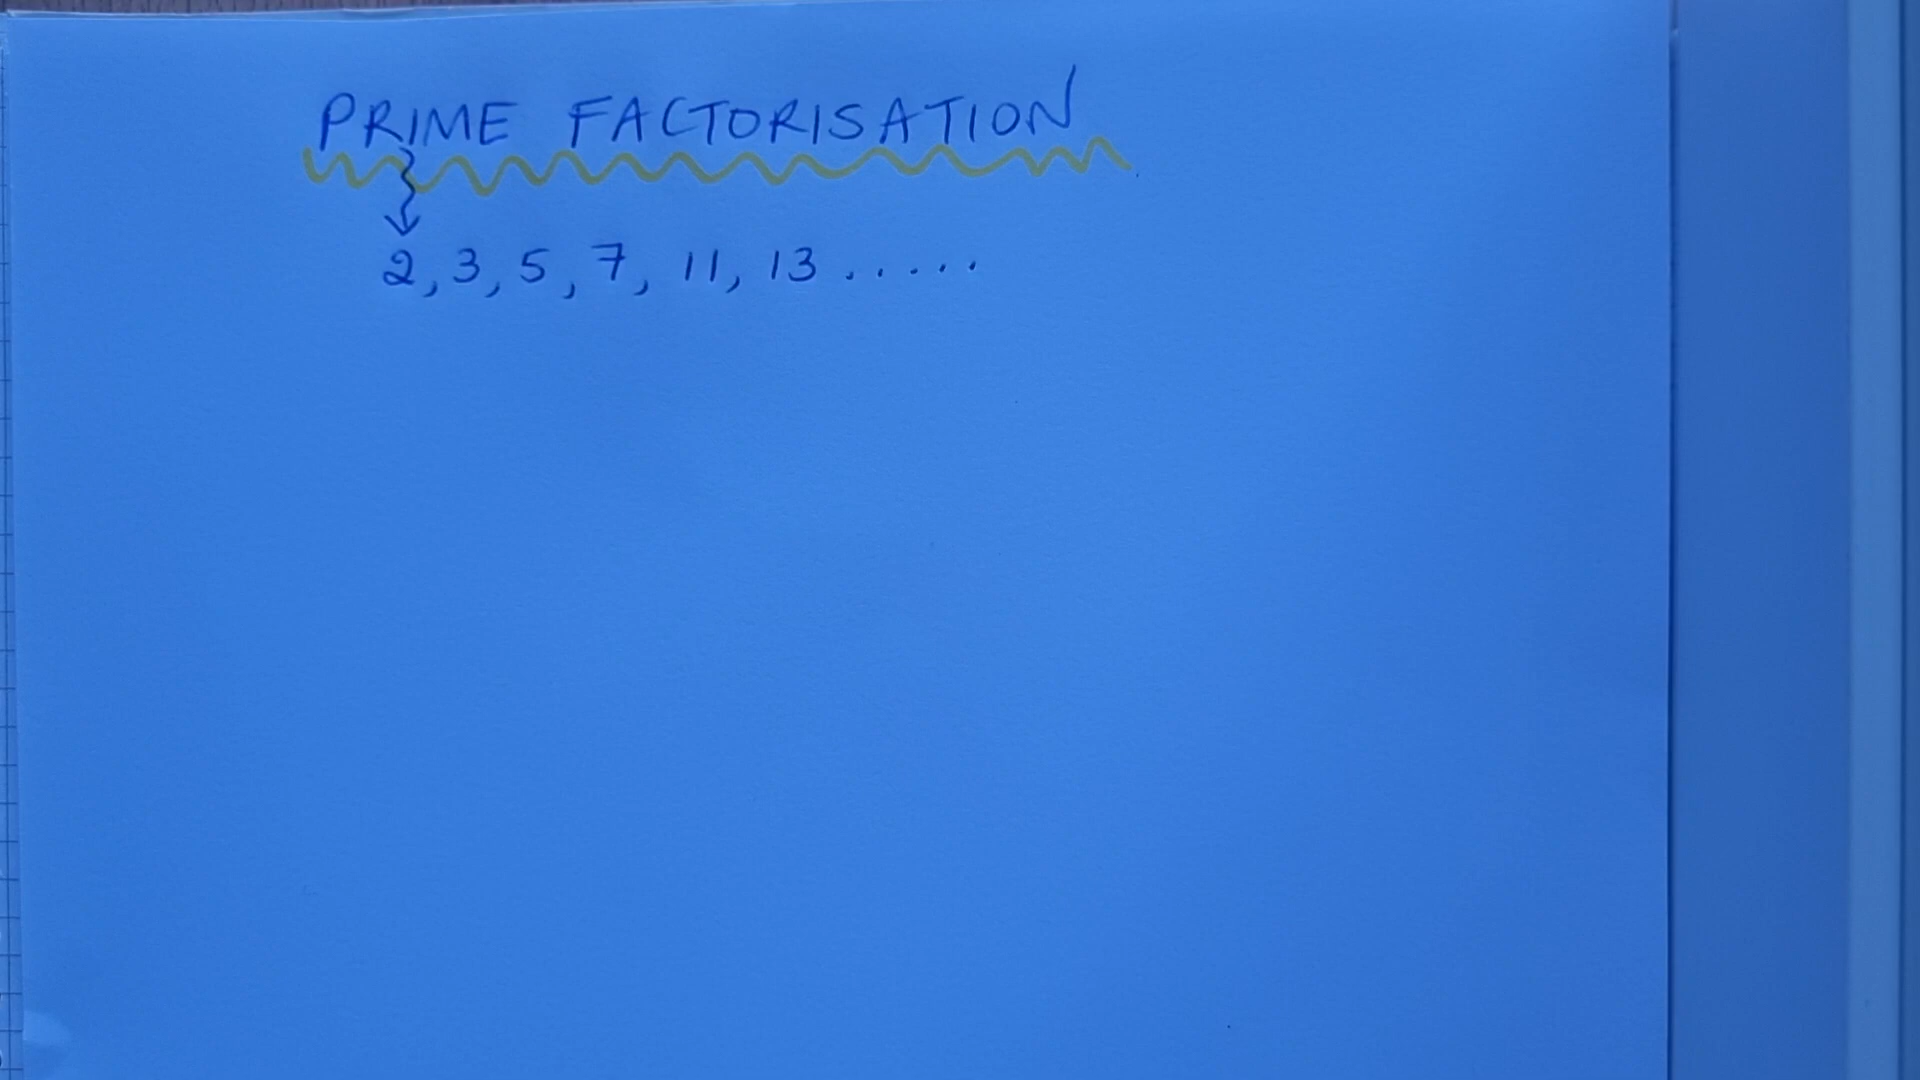 PRIME FACTORISATION
2, 3, 5, 7, 11, 13 .....